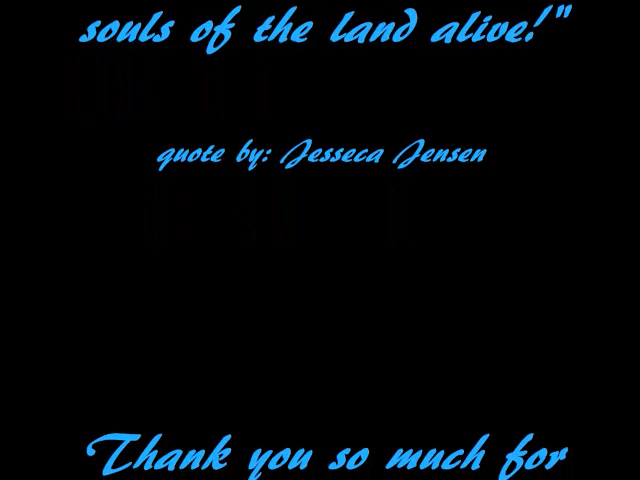 souls of the land alive!"
quote by: Jesseca Jensen
Thank you so much for